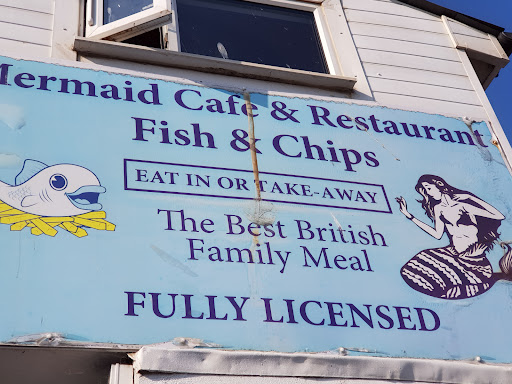 Mermaid Cafe & Restaurant
Fish & Chips
EAT IN OR TAKE-AWAY
The Best British
Family Meal
FULLY LICENSED